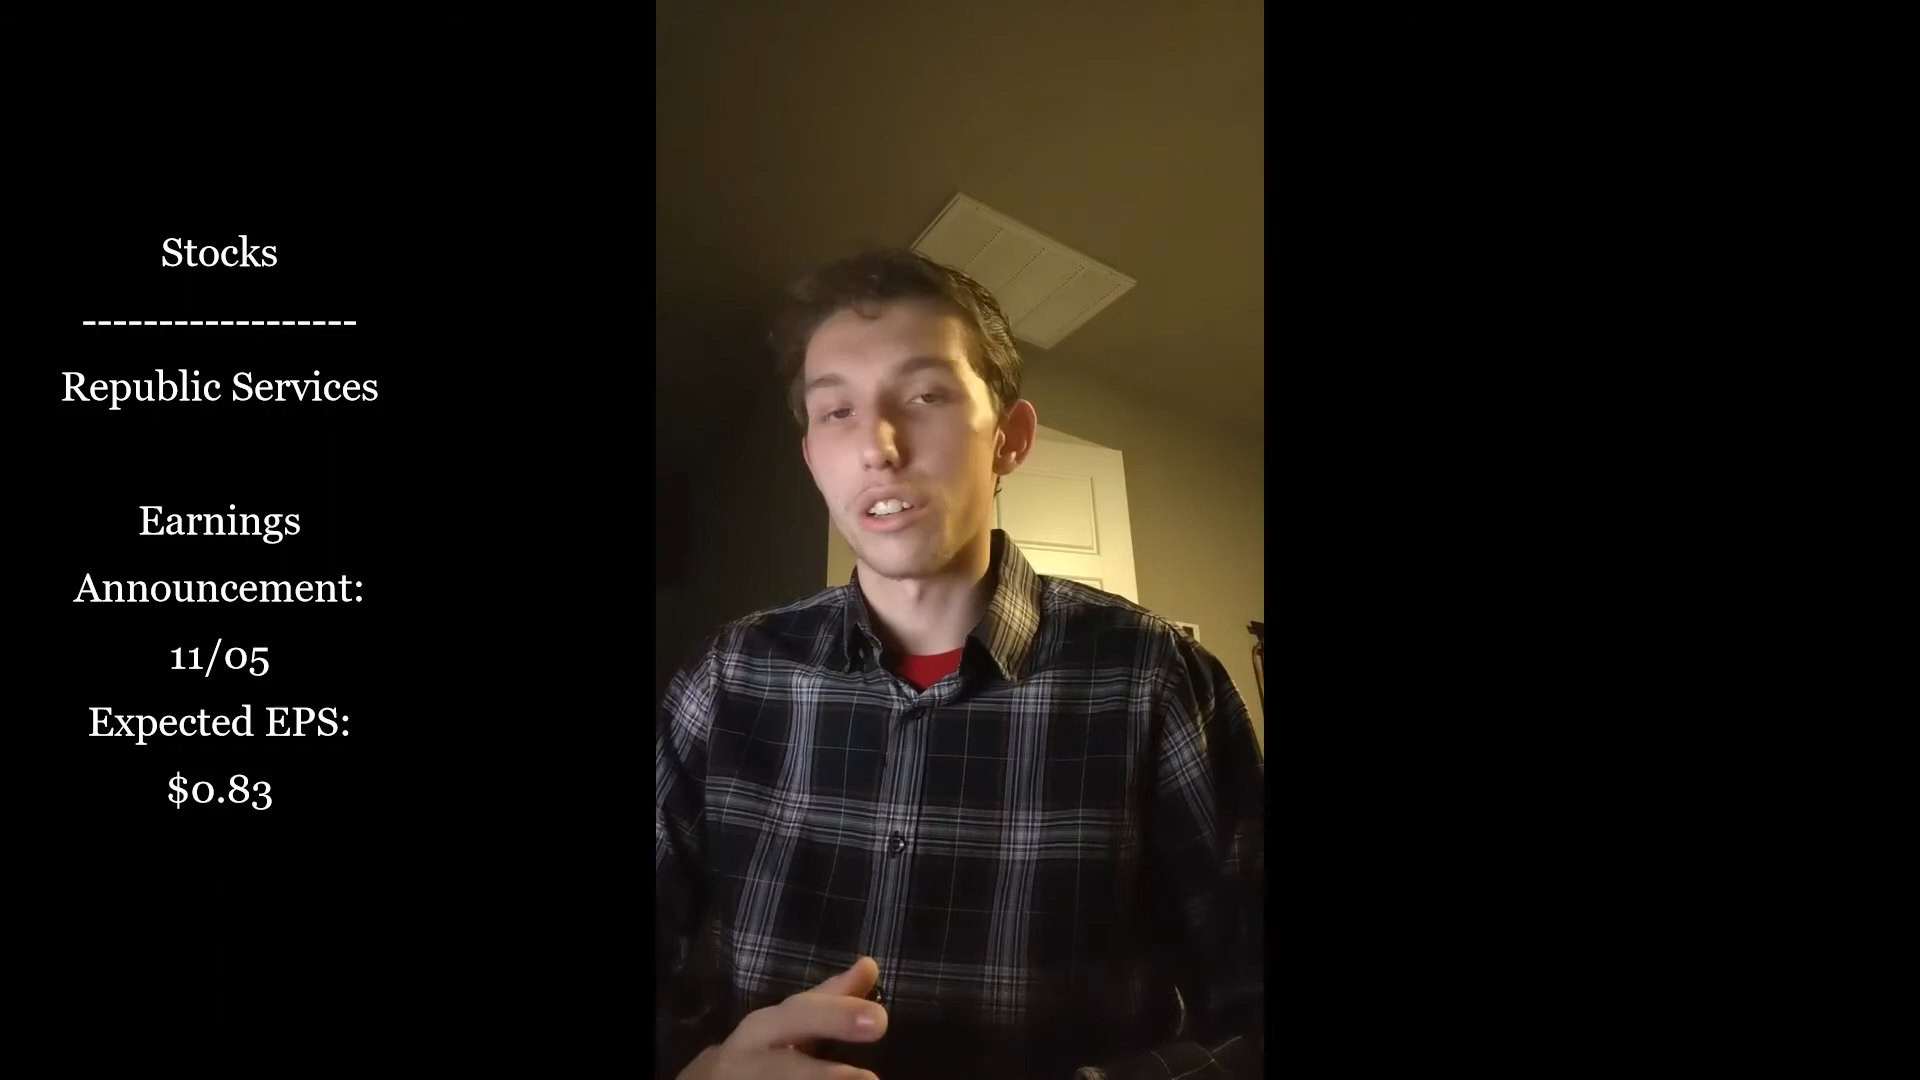 Stocks
------------------
Republic Services
Earnings
Announcement:
11/05
Expected EPS:
$0.83